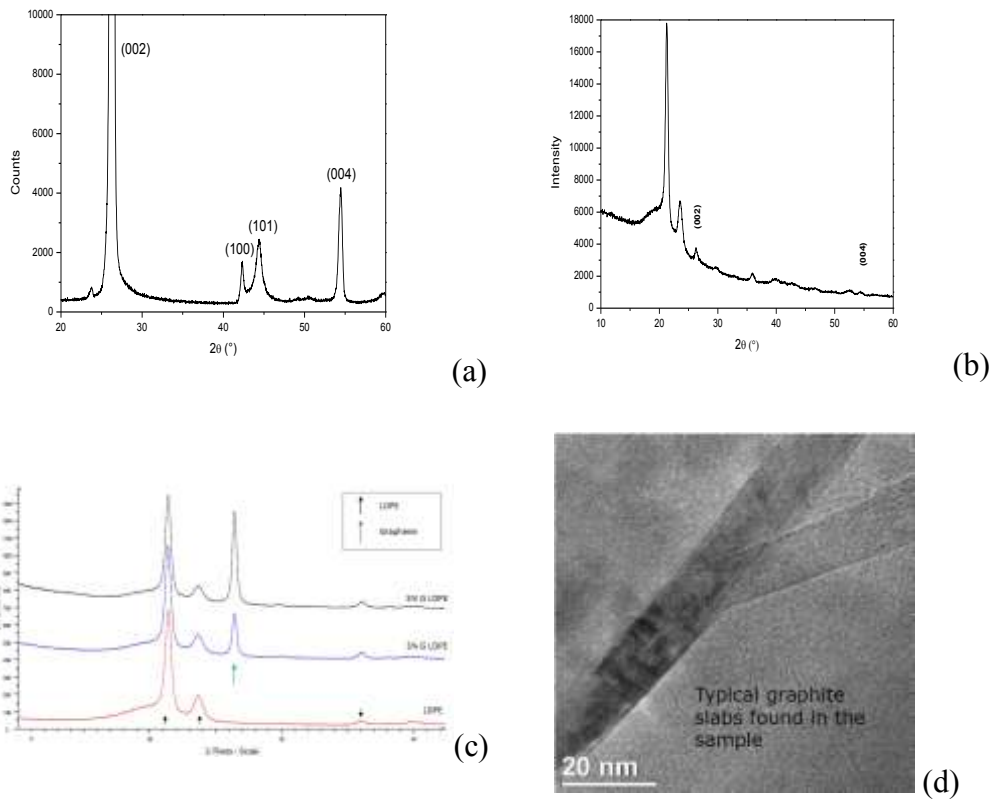 10000
8000
6000
4000
2000
0
Counts
(002)
(100)
(101)
(004)
20 30 40 50 60
2θ (°)
(a)
18000
16000
14000
12000
10000
8000
6000
4000
2000
0
Intensity
(002)
(004)
10 20 30 40 50 60
2θ (°)
(b)
LDPE
Graphene
LDPE
(c)
Typical graphite
slabs found in the
sample
20 nm
(d)